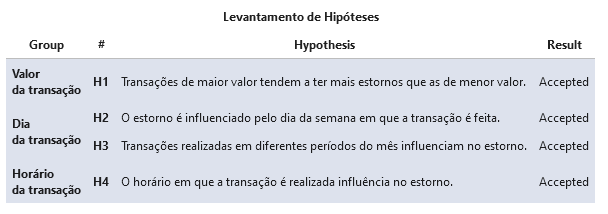 Levantamento de Hipóteses
Group # Hypothesis Result
Valor
da transação
H1 Transações de maior valor tendem a ter mais estornos que as de menor valor. Accepted
Dia
da transação
H2 O estorno é influenciado pelo dia da semana em que a transação é feita. Accepted
H3 Transações realizadas em diferentes períodos do mês influenciam no estorno. Accepted
Horário
da transação
H4 O horário em que a transação é realizada influência no estorno. Accepted